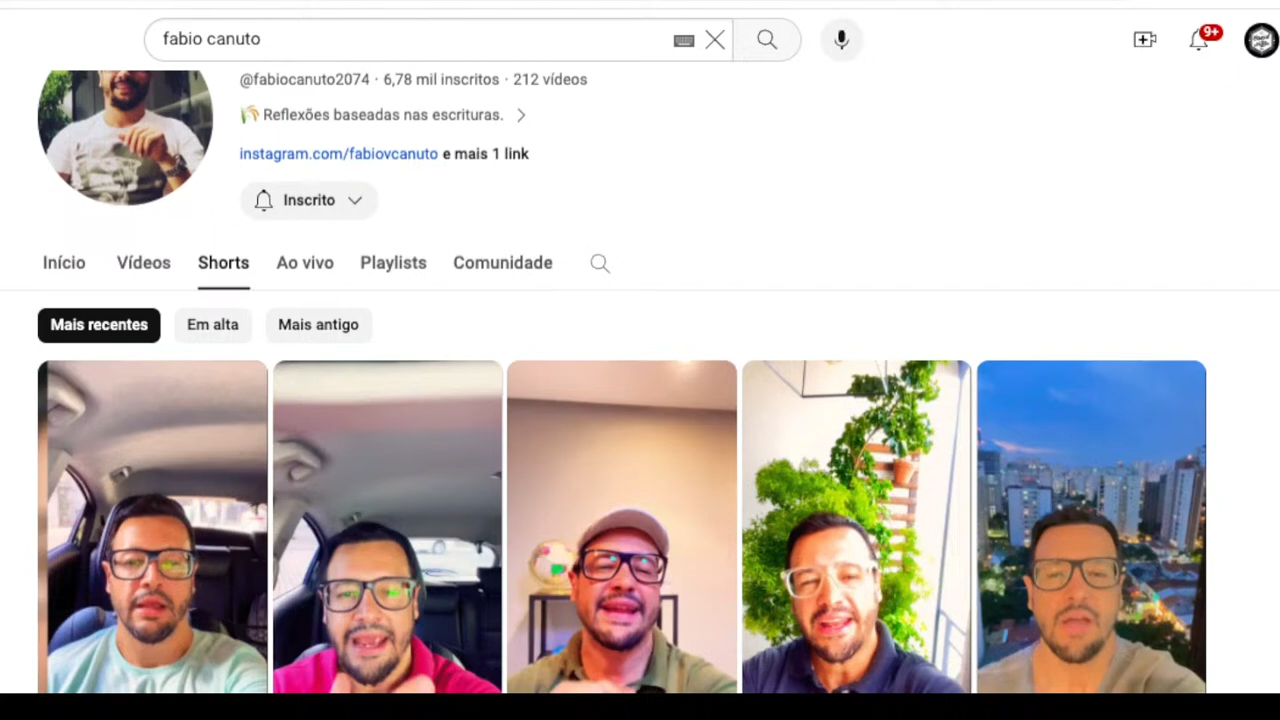 fabio canuto
9+
@fabiocanuto2074 · 6,78 mil inscritos · 212 vídeos
Reflexões baseadas nas escrituras.
instagram.com/fabiovcanuto e mais 1 link
Inscrito
Início Vídeos Shorts Ao vivo Playlists Comunidade
Mais recentes Em alta Mais antigo